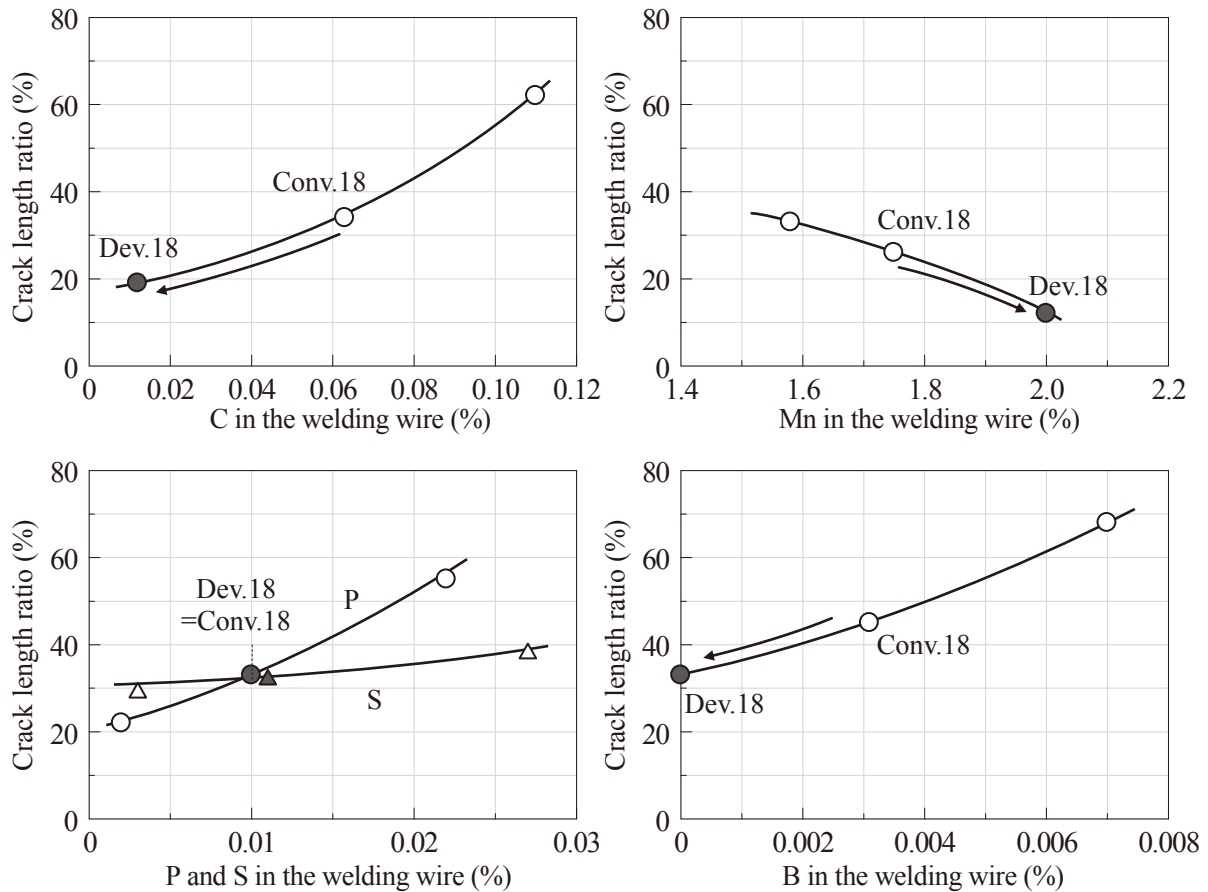 80
60
40
20
0
Crack length ratio (%)
Conv.18
Dev.18
0 0.02 0.04 0.06 0.08 0.10 0.12
C in the welding wire (%)
80
60
40
20
0
Crack length ratio (%)
Conv.18
Dev.18
1.4 1.6 1.8 2.0 2.2
Mn in the welding wire (%)
80
60
40
20
0
Crack length ratio (%)
Dev.18
=Conv.18
P
S
0 0.01 0.02 0.03
P and S in the welding wire (%)
80
60
40
20
0
Crack length ratio (%)
Conv.18
Dev.18
0 0.002 0.004 0.006 0.008
B in the welding wire (%)